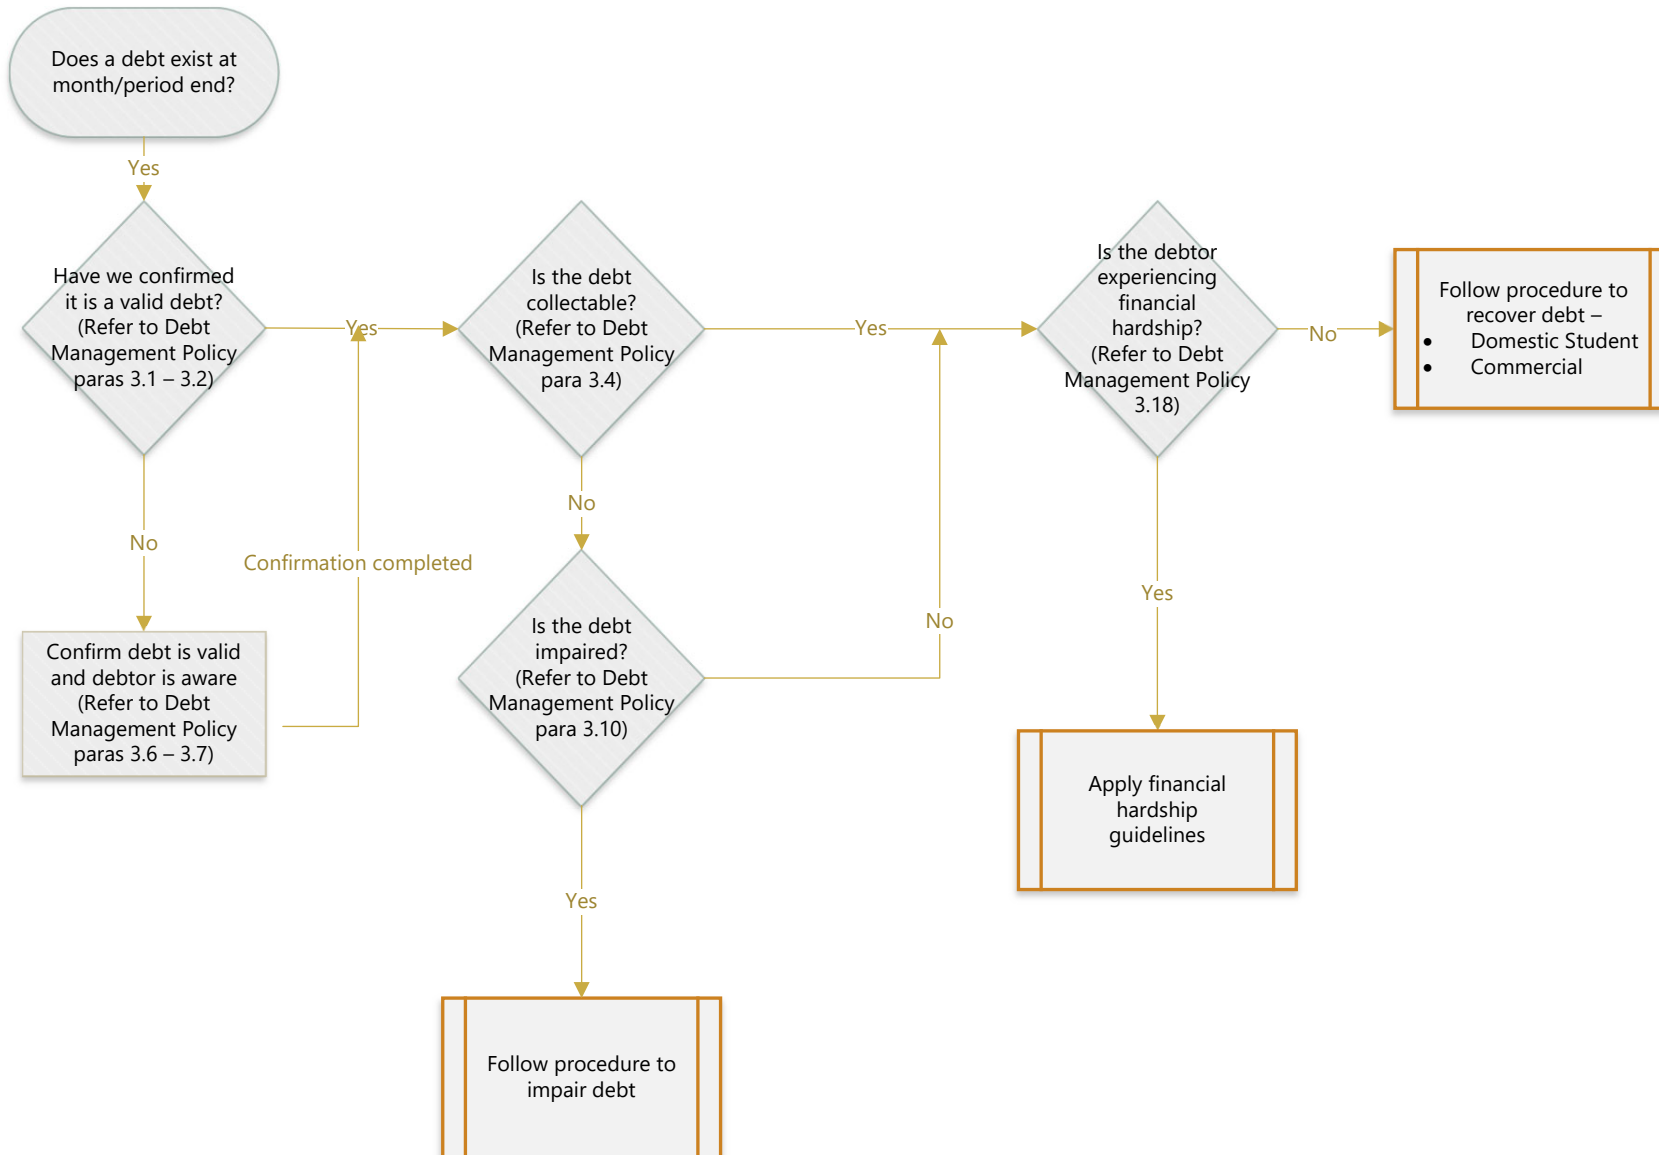 Does a debt exist at
month/period end?
Yes
Have we confirmed
it is a valid debt?
(Refer to Debt
Management Policy
paras 3.1 – 3.2)
Yes
Is the debt
collectable?
(Refer to Debt
Management Policy
para 3.4)
Yes
Is the debtor
experiencing
financial
hardship?
(Refer to Debt
Management Policy
3.18)
No
Follow procedure to
recover debt –
• Domestic Student
• Commercial
No
Confirmation completed
No
Confirm debt is valid
and debtor is aware
(Refer to Debt
Management Policy
paras 3.6 – 3.7)
Is the debt
impaired?
(Refer to Debt
Management Policy
para 3.10)
No
Yes
Apply financial
hardship
guidelines
Yes
Follow procedure to
impair debt